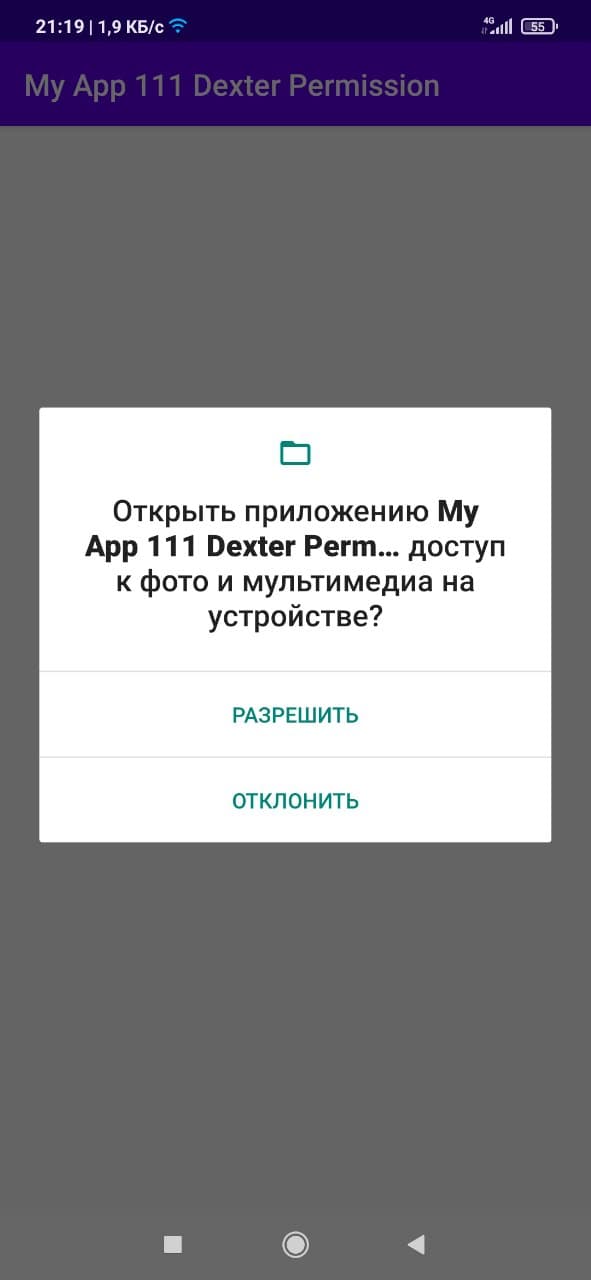 21:19 | 1,9 КБ/с 4G 55
My App 111 Dexter Permission
Открыть приложению My
App 111 Dexter Perm... доступ
к фото и мультимедиа на
устройстве?
РАЗРЕШИТЬ
ОТКЛОНИТЬ